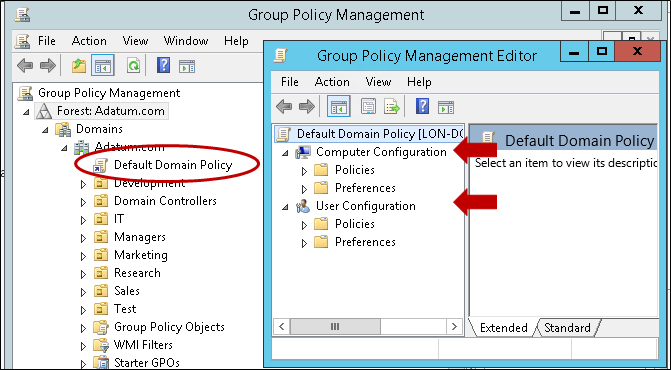 Group Policy Management
File Action View Window Help
Group Policy Management
Forest: Adatum.com
Domains
Adatum.com
Default Domain Policy
Development
Domain Controllers
IT
Managers
Marketing
Research
Sales
Test
Group Policy Objects
WMI Filters
Starter GPOs
Group Policy Management Editor
File Action View Help
Default Domain Policy [LON-DC
Computer Configuration
Policies
Preferences
User Configuration
Policies
Preferences
Default Domain Policy
Select an item to view its descriptio
Extended Standard